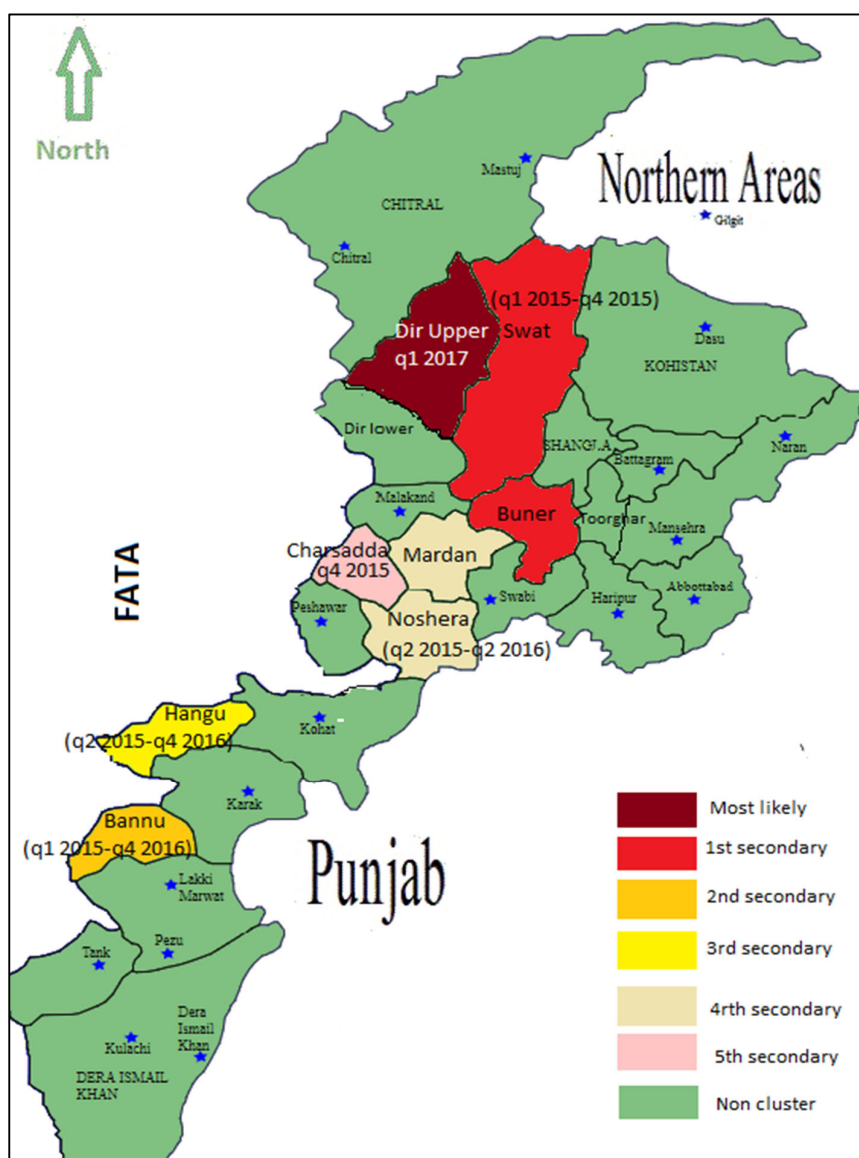 North
Mastuj
Northern Areas
Gilgit
CHITRAL
Chitral
(q1 2015-q4 2015)
Dir Upper
q1 2017
Swat
Dasu
KOHISTAN
Dir lower
SHANGLA
Naran
Battagram
Malakand
Buner
Toorghar
Mansehra
Charsadda
q4 2015
Mardan
FATA
Peshawar
Swabi
Haripur
Abbottabad
Noshera
(q2 2015-q2 2016)
Hangu
(q2 2015-q4 2016)
Kohat
Karak
Bannu
(q1 2015-q4 2016)
Punjab
Lakki
Marwat
Pezu
Tank
Dera
Ismail
Khan
Kulachi
DERA ISMAIL
KHAN
Most likely
1st secondary
2nd secondary
3rd secondary
4rth secondary
5th secondary
Non cluster